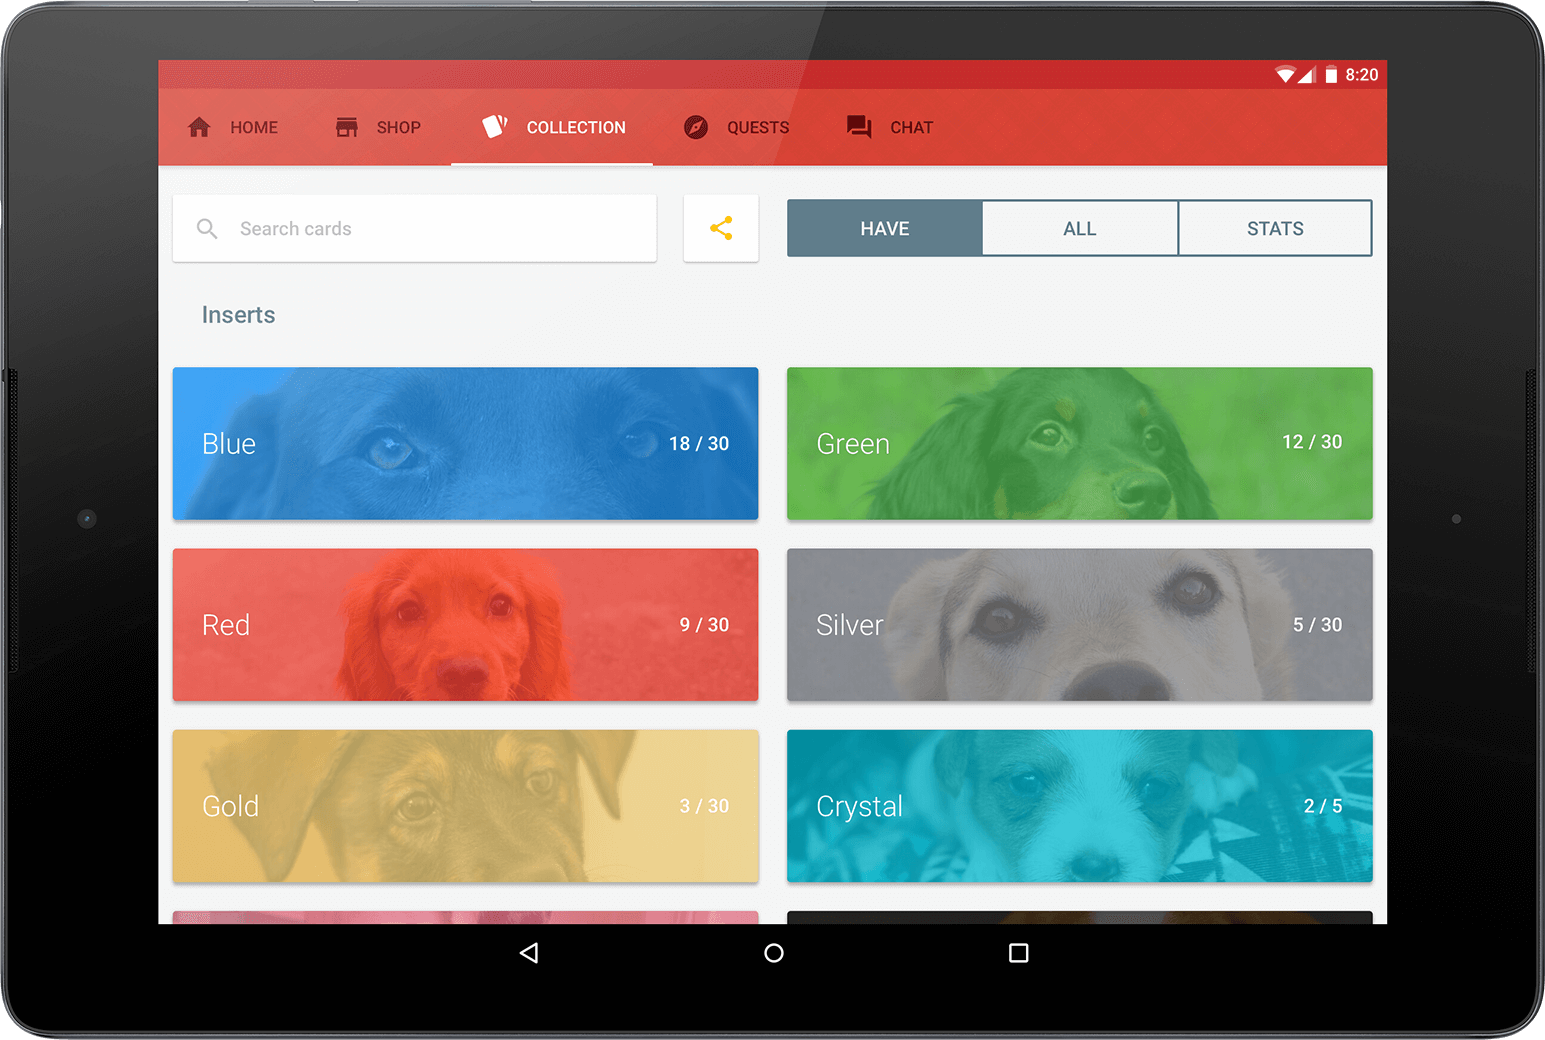 8:20
HOME SHOP COLLECTION QUESTS CHAT
Search cards HAVE ALL STATS
Inserts
Blue 18 / 30 Green 12 / 30
Red 9 / 30 Silver 5 / 30
Gold 3 / 30 Crystal 2 / 5